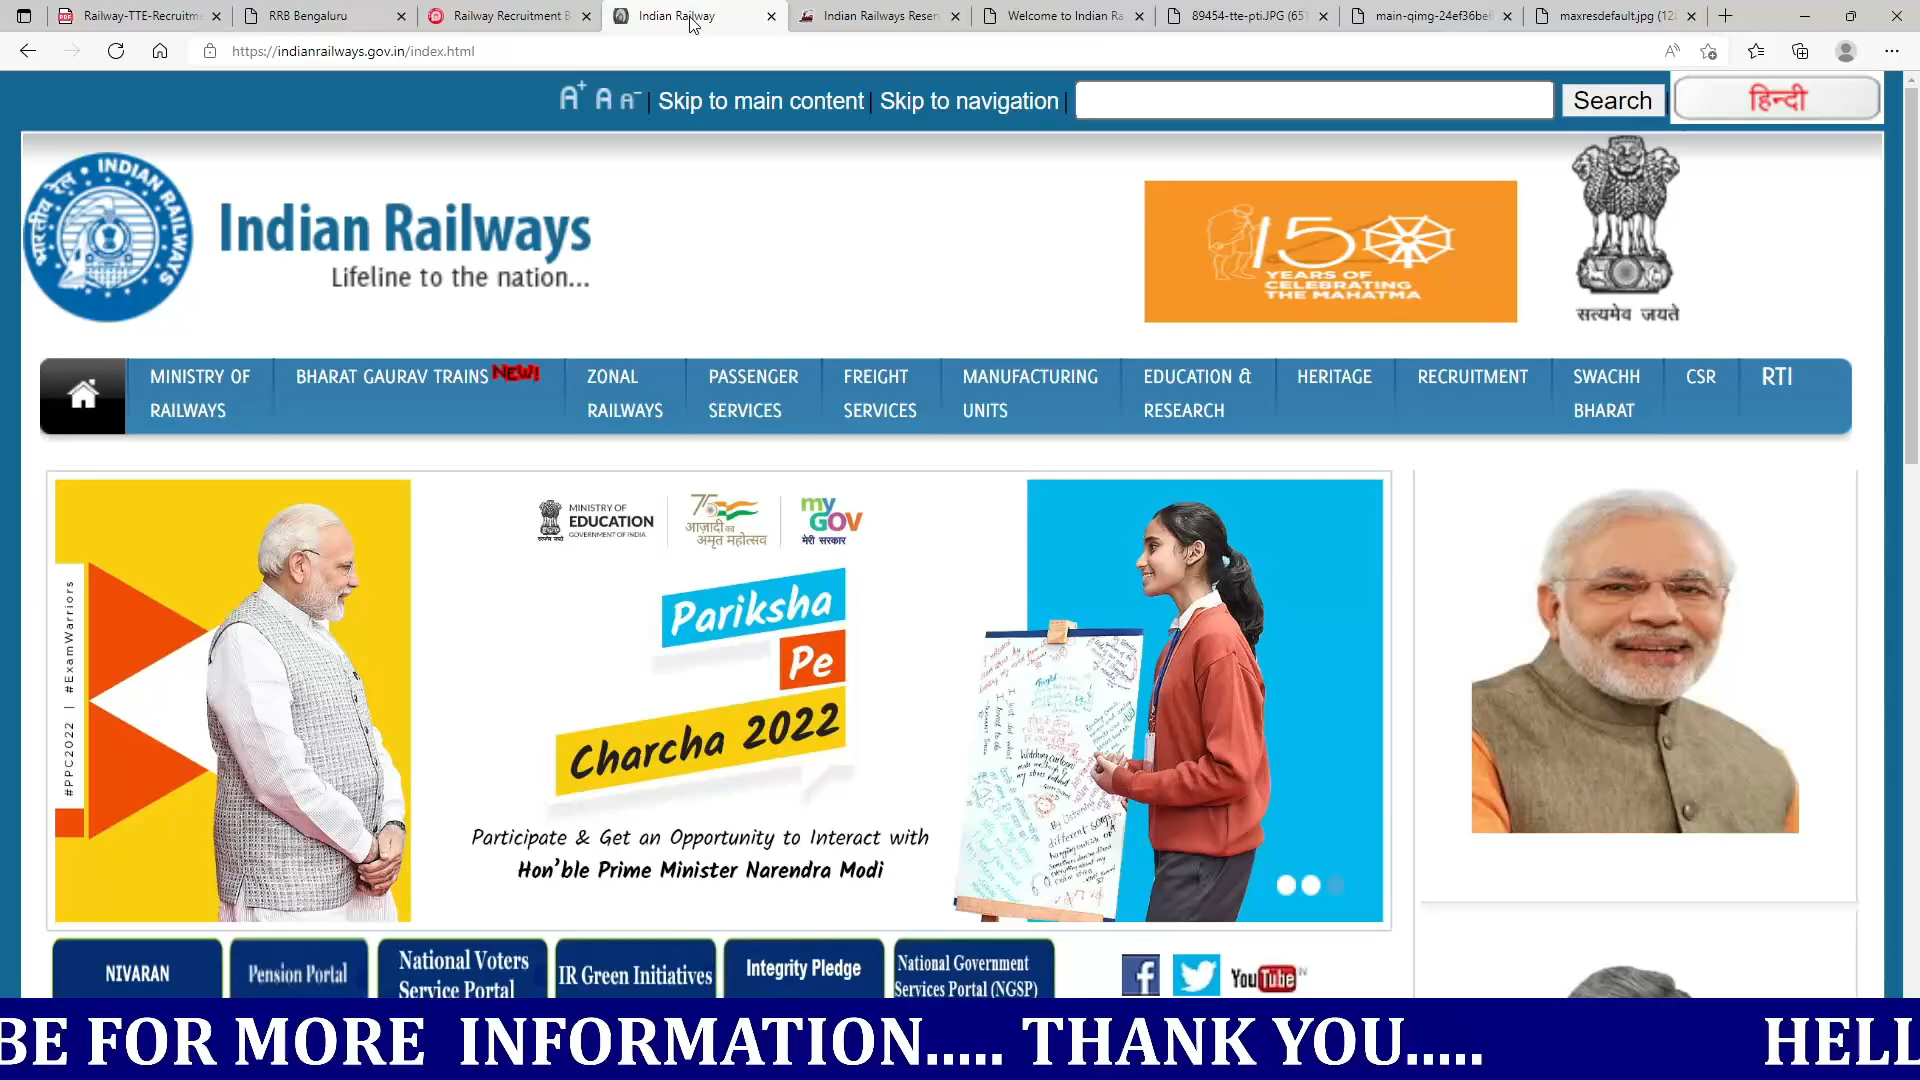 Railway-TTE-Recruitm
RRB Bengaluru
Railway Recruitment B
Indian Railway
Indian Railways Reser
Welcome to Indian Ra
89454-tte-pti.JPG (65
main-qimg-24ef36be
maxresdefault.jpg (12
https://indianrailways.gov.in/index.html
A+ A A- | Skip to main content | Skip to navigation |
Search
हिन्दी
INDIAN RAILWAYS
भारतीय रेल
Indian Railways
Lifeline to the nation...
150
YEARS OF
CELEBRATING
THE MAHATMA
सत्यमेव जयते
MINISTRY OF RAILWAYS
BHARAT GAURAV TRAINS NEW!
ZONAL RAILWAYS
PASSENGER SERVICES
FREIGHT SERVICES
MANUFACTURING UNITS
EDUCATION & RESEARCH
HERITAGE
RECRUITMENT
SWACHH BHARAT
CSR
RTI
MINISTRY OF
EDUCATION
GOVERNMENT OF INDIA
75
आज़ादी का
अमृत महोत्सव
my
GOV
मेरी सरकार
#PPC2022 | #ExamWarriors
Pariksha
Pe
Charcha 2022
Participate & Get an Opportunity to Interact with
Hon'ble Prime Minister Narendra Modi
NIVARAN
Pension Portal
National Voters
Service Portal
IR Green Initiatives
Integrity Pledge
National Government
Services Portal (NGSP)
f
YouTube
BE FOR MORE INFORMATION..... THANK YOU..... HELL